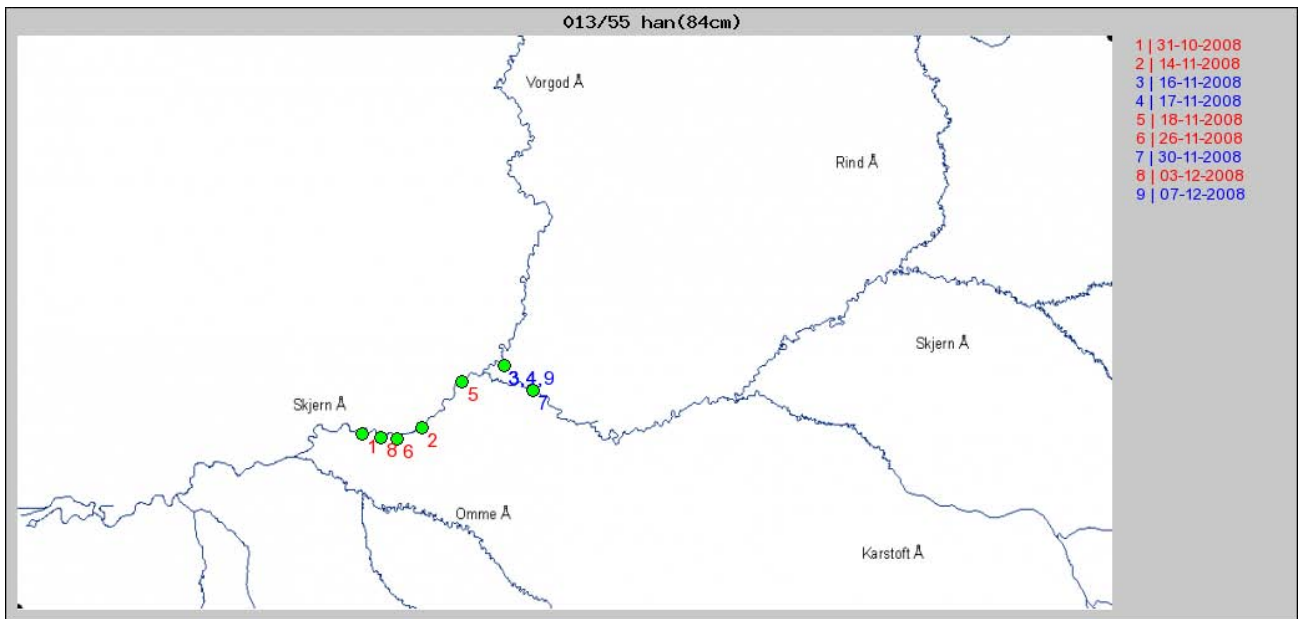 013/55 han(84cm)
1 | 31-10-2008
2 | 14-11-2008
3 | 16-11-2008
4 | 17-11-2008
5 | 18-11-2008
6 | 26-11-2008
7 | 30-11-2008
8 | 03-12-2008
9 | 07-12-2008
Vorgod Å
Rind Å
Skjern Å
3,4,9
5
7
Skjern Å
1
8
6
2
Omme Å
Karstoft Å